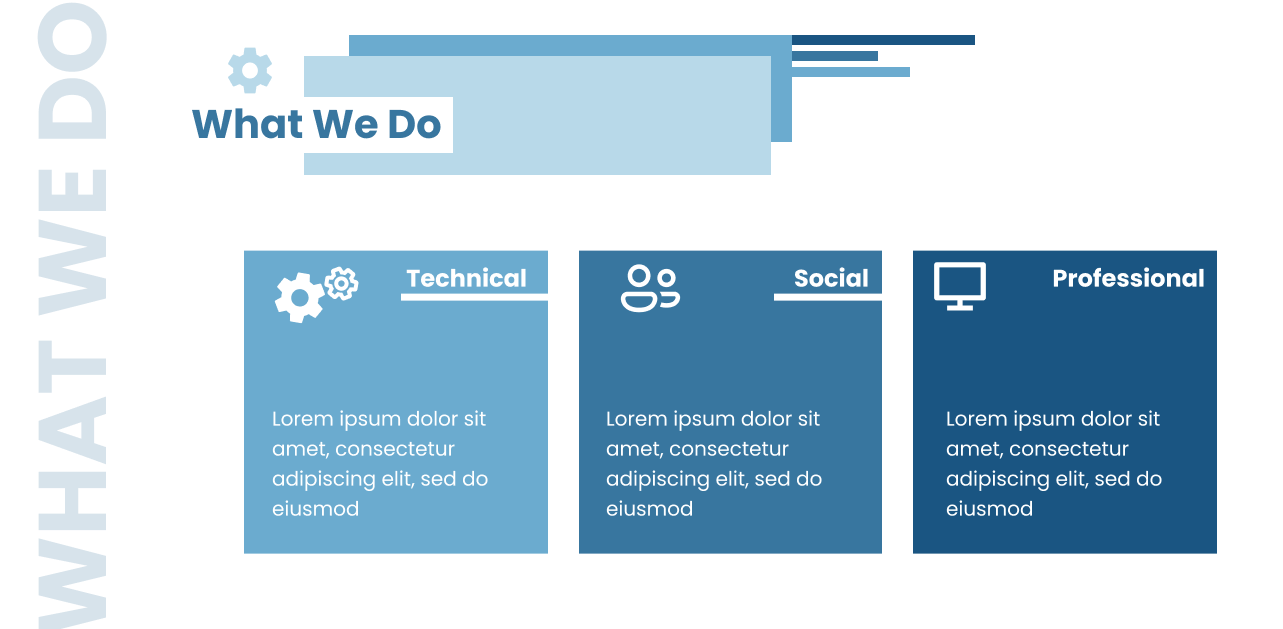 WHAT WE DO
What We Do
Technical
Lorem ipsum dolor sit
amet, consectetur
adipiscing elit, sed do
eiusmod
Social
Lorem ipsum dolor sit
amet, consectetur
adipiscing elit, sed do
eiusmod
Professional
Lorem ipsum dolor sit
amet, consectetur
adipiscing elit, sed do
eiusmod